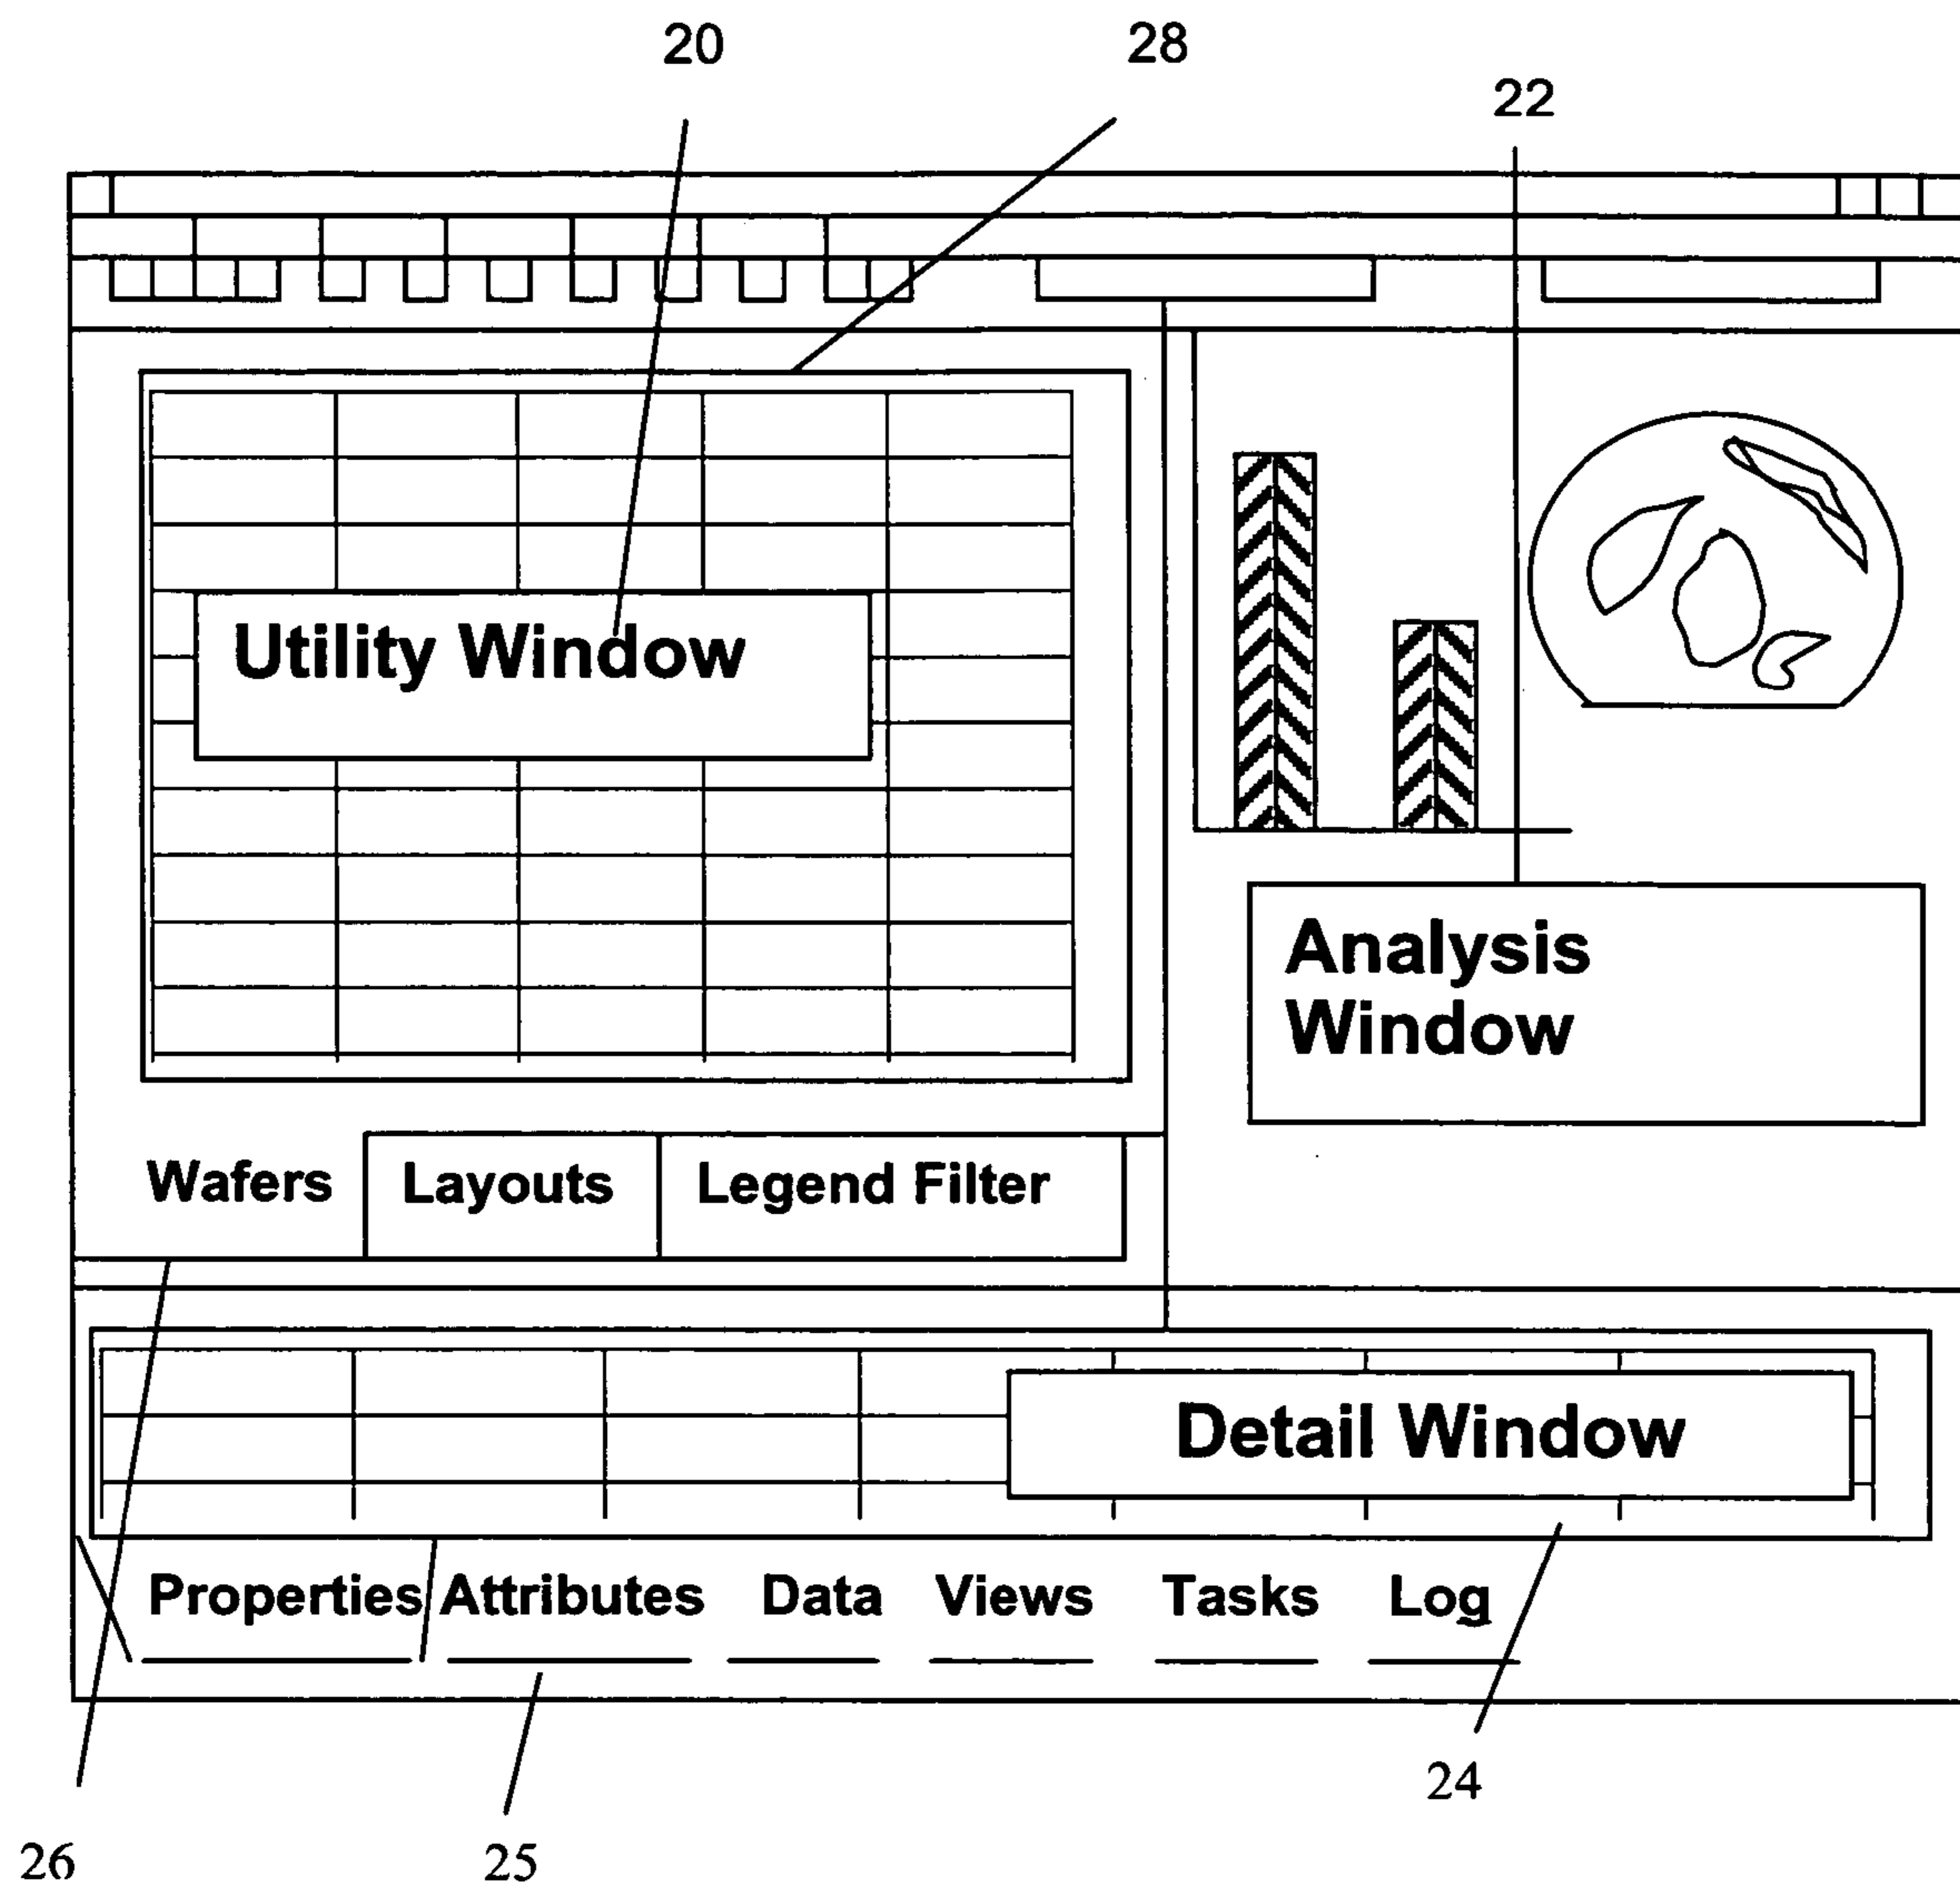 20
28
22
Utility Window
Analysis
Window
Wafers
Layouts
Legend Filter
Detail Window
Properties
Attributes
Data
Views
Tasks
Log
24
26
25